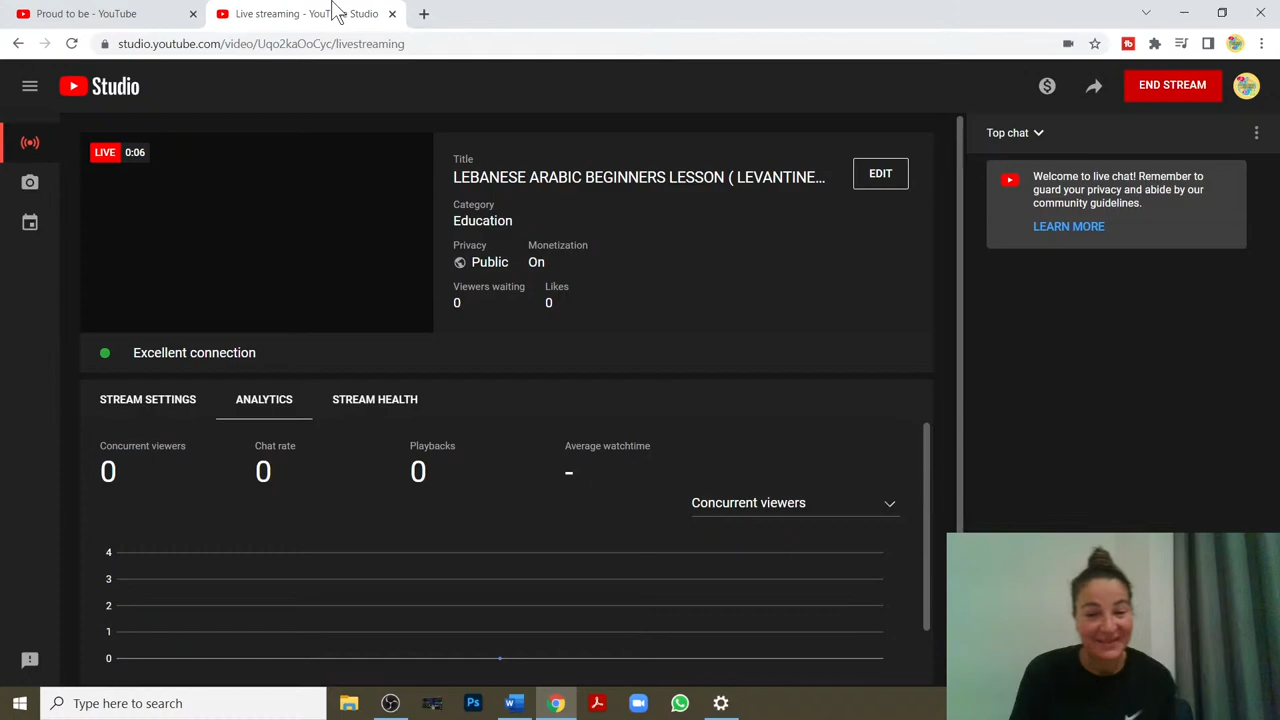 Proud to be - YouTube
Live streaming - YouTube Studio
studio.youtube.com/video/Uqo2kaOoCyc/livestreaming
Studio
END STREAM
LIVE 0:06
Title
LEBANESE ARABIC BEGINNERS LESSON ( LEVANTINE...
EDIT
Category
Education
Privacy
Monetization
Public
On
Viewers waiting
Likes
0
0
Excellent connection
Top chat
Welcome to live chat! Remember to
guard your privacy and abide by our
community guidelines.
LEARN MORE
STREAM SETTINGS
ANALYTICS
STREAM HEALTH
Concurrent viewers
Chat rate
Playbacks
Average watchtime
0
0
0
-
Concurrent viewers
4
3
2
1
0
Type here to search